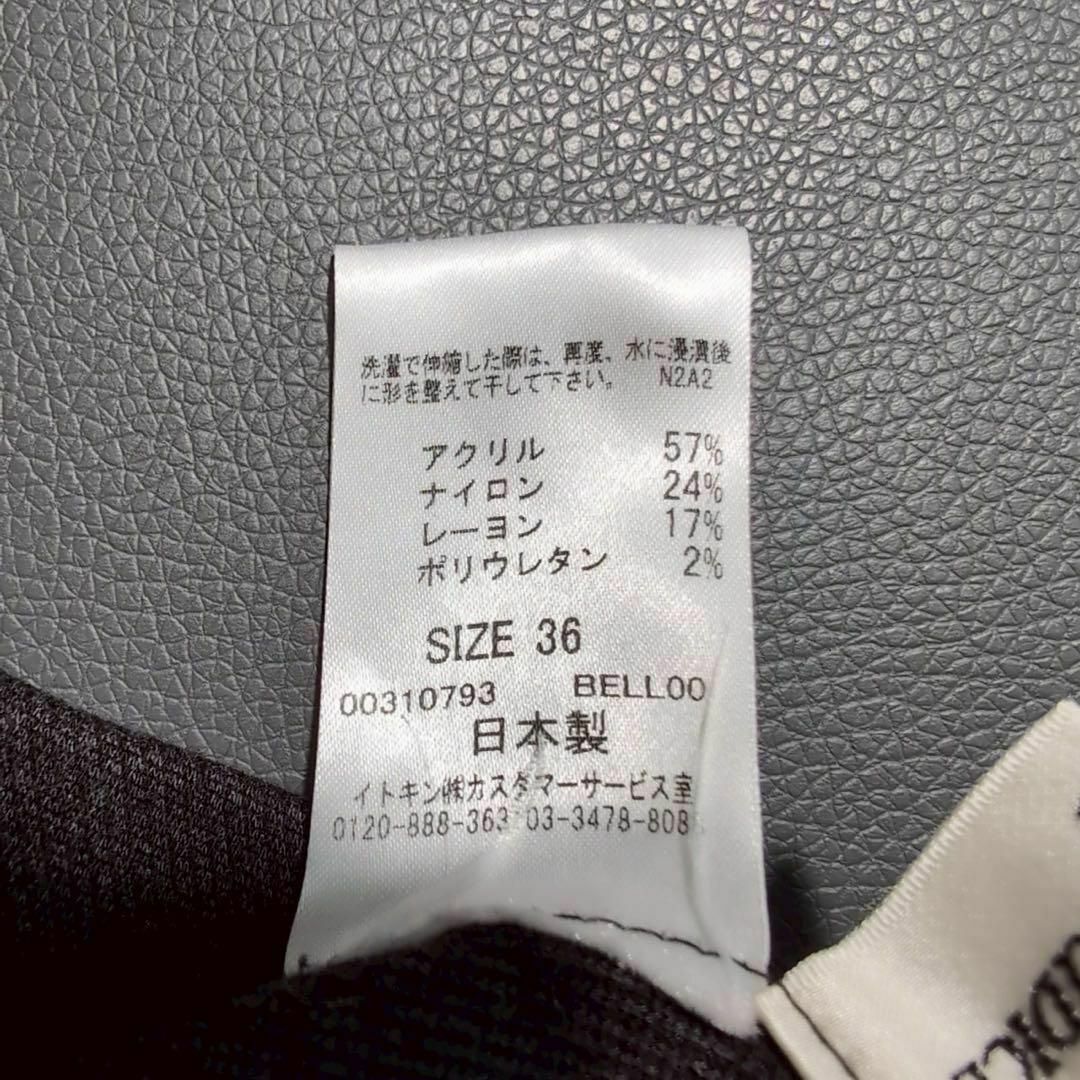 洗濯で伸縮した際は、再度、水に浸漬後
に形を整えて干して下さい。 N2A2
アクリル 57%
ナイロン 24%
レーヨン 17%
ポリウレタン 2%
SIZE 36
00310793 BELLOO
日本製
イトキン㈱カスタマーサービス室
0120-888-363 03-3478-808